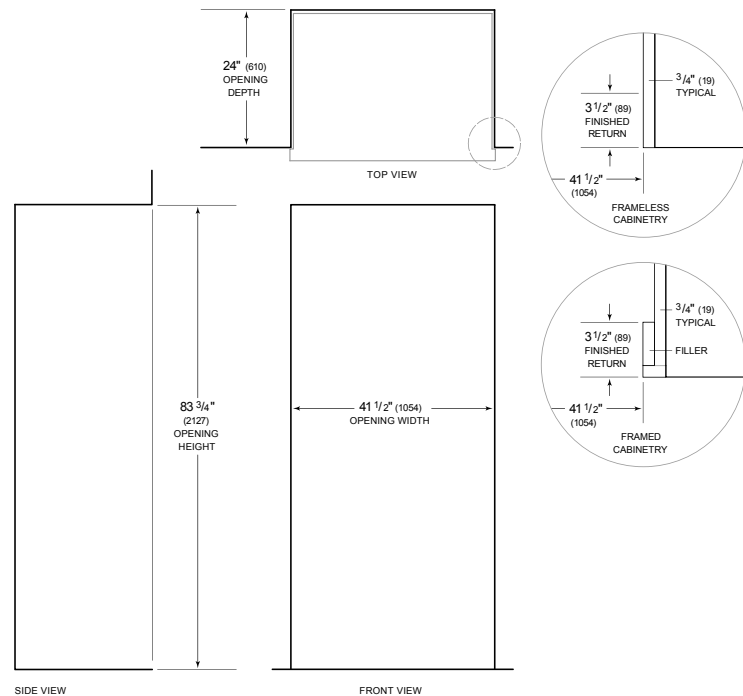 24" (610)
OPENING
DEPTH
TOP VIEW
3/4" (19)
TYPICAL
3 1/2" (89)
FINISHED
RETURN
41 1/2"
(1054)
FRAMELESS
CABINETRY
3/4" (19)
TYPICAL
3 1/2" (89)
FINISHED
RETURN
FILLER
41 1/2"
(1054)
FRAMED
CABINETRY
83 3/4"
(2127)
OPENING
HEIGHT
41 1/2" (1054)
OPENING WIDTH
SIDE VIEW
FRONT VIEW